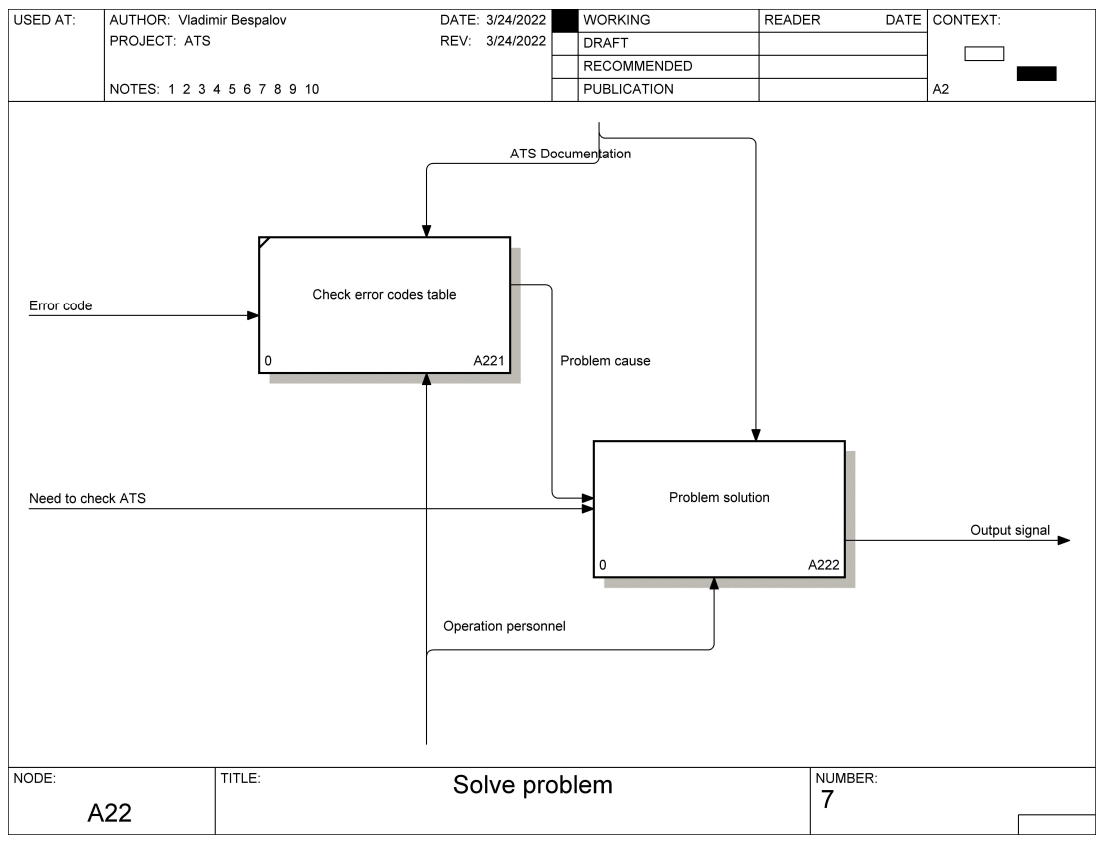 USED AT:
AUTHOR: Vladimir Bespalov
DATE: 3/24/2022
PROJECT: ATS
REV: 3/24/2022
NOTES: 1 2 3 4 5 6 7 8 9 10
WORKING
DRAFT
RECOMMENDED
PUBLICATION
READER DATE
CONTEXT:
A2
ATS Documentation
Check error codes table
0 A221
Error code
Problem cause
Need to check ATS
Problem solution
0 A222
Output signal
Operation personnel
NODE:
A22
TITLE:
Solve problem
NUMBER:
7